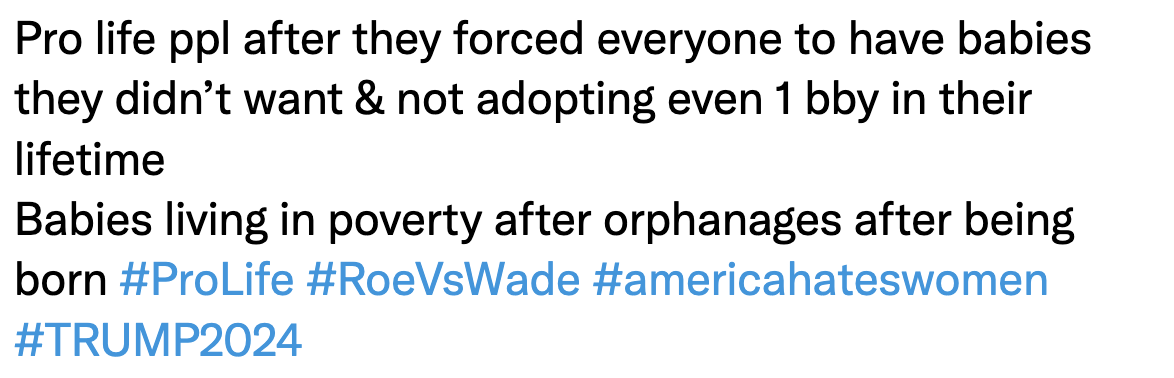 Pro life ppl after they forced everyone to have babies
they didn’t want & not adopting even 1 bby in their
lifetime
Babies living in poverty after orphanages after being
born #ProLife #RoeVsWade #americahateswomen
#TRUMP2024